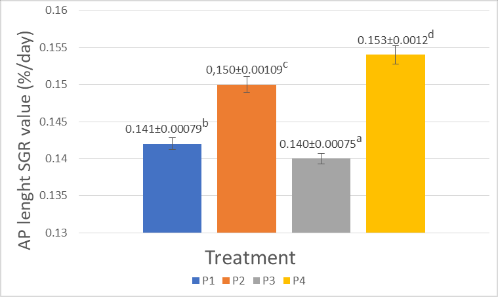 0.16
0.155
0.15
0.145
0.14
0.135
0.13
AP lenght SGR value (%/day)
0.141±0.00079b
0,150±0.00109c
0.140±0.00075a
0.153±0.0012d
Treatment
P1 P2 P3 P4